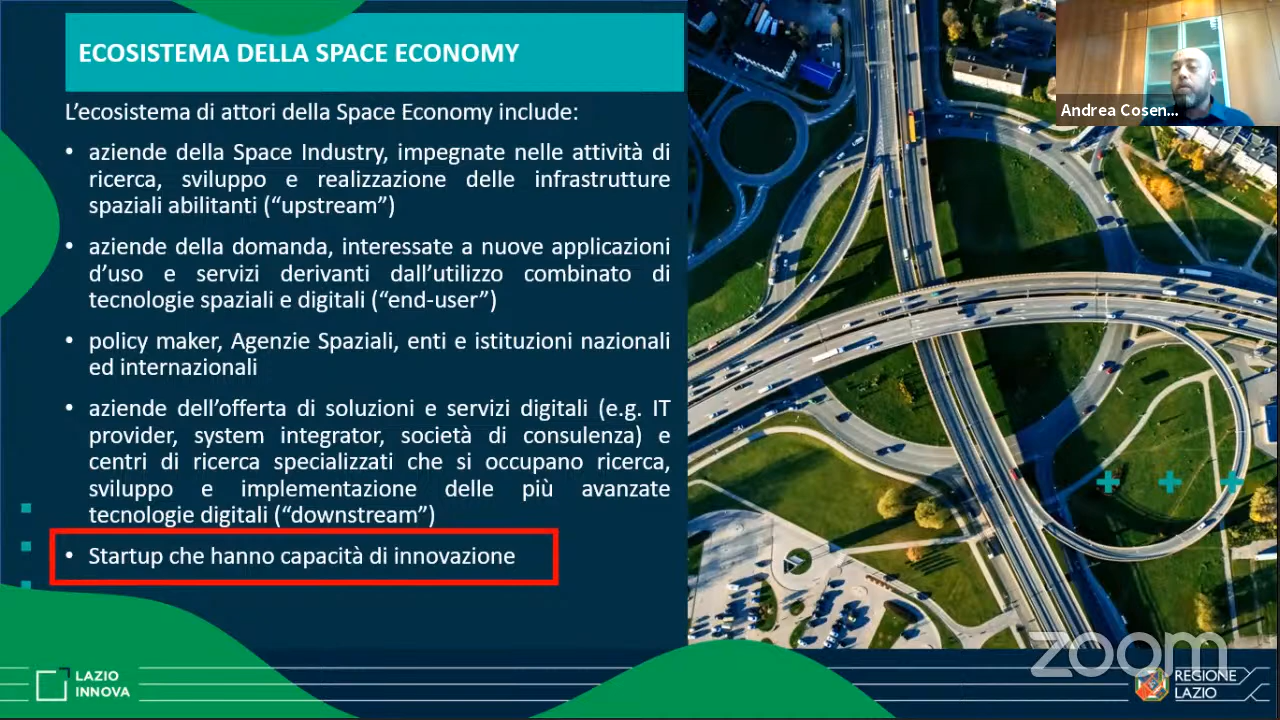 ECOSISTEMA DELLA SPACE ECONOMY
L'ecosistema di attori della Space Economy include:
• aziende della Space Industry, impegnate nelle attività di
ricerca, sviluppo e realizzazione delle infrastrutture
spaziali abilitanti (“upstream”)
• aziende della domanda, interessate a nuove applicazioni
d'uso e servizi derivanti dall'utilizzo combinato di
tecnologie spaziali e digitali (“end-user”)
• policy maker, Agenzie Spaziali, enti e istituzioni nazionali
ed internazionali
• aziende dell'offerta di soluzioni e servizi digitali (e.g. IT
provider, system integrator, società di consulenza) e
centri di ricerca specializzati che si occupano ricerca,
sviluppo e implementazione delle più avanzate
tecnologie digitali (“downstream”)
• Startup che hanno capacità di innovazione
Andrea Cosen...
zoom
LAZIO
INNOVA
REGIONE
LAZIO